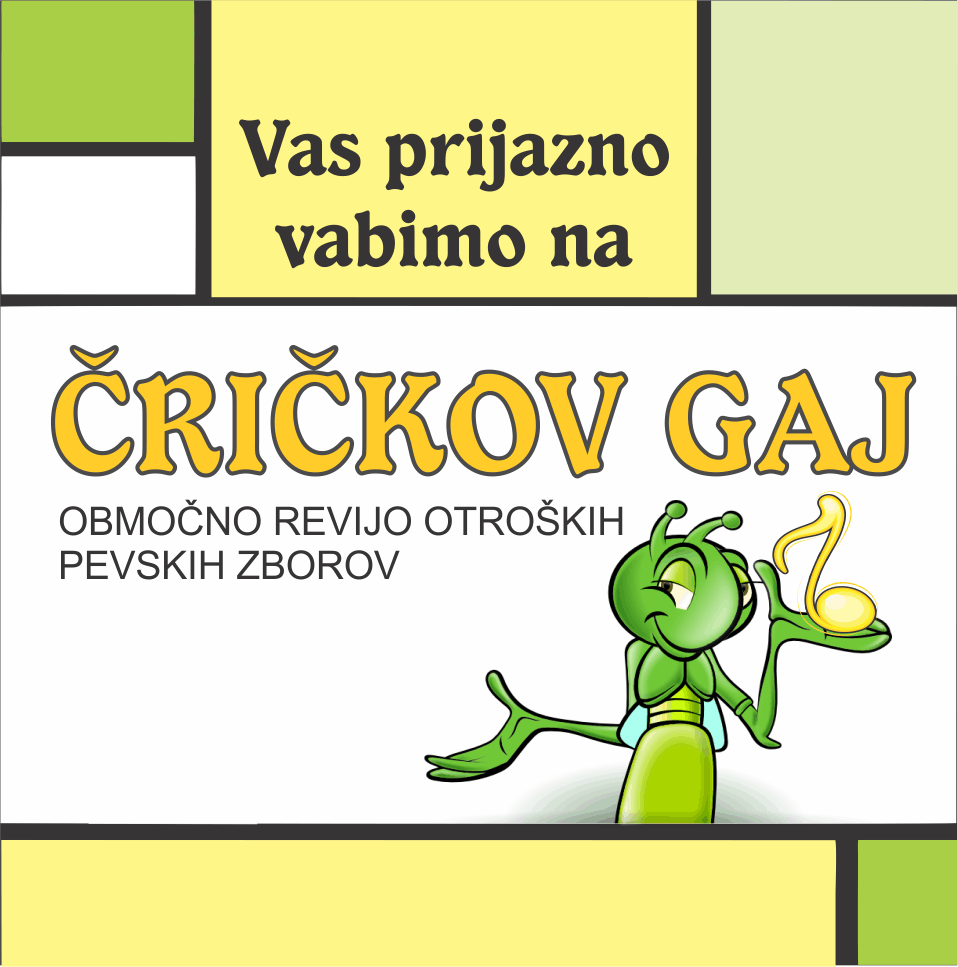 Vas prijazno
vabimo na
ČRIČKOV GAJ
OBMOČNO REVIJO OTROŠKIH
PEVSKIH ZBOROV